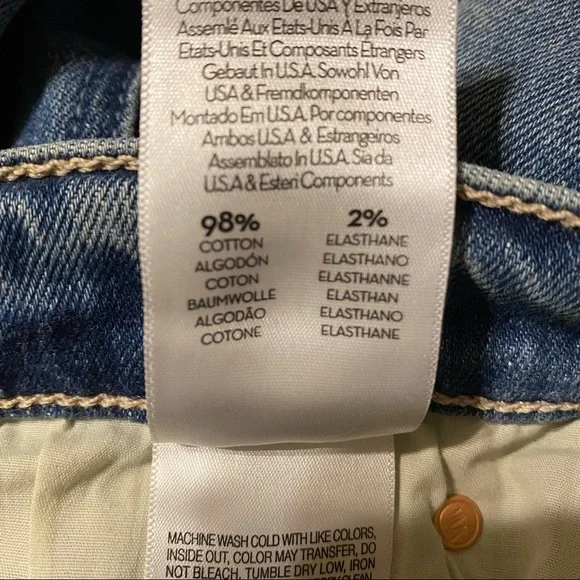 Componentes De USA Y Extranjeros
Assemlé Aux Etats-Unis À La Fois Par
Etats-Unis Et Composants Etrangers
Gebaut In U.S.A. Sowohl Von
USA & Fremdkomponenten
Montado Em U.S.A. Por componentes
Ambos U.S.A & Estrangeiros
Assemblato In U.S.A. Sia da
U.S.A & Esteri Components
98% 2%
COTTON ELASTHANE
ALGODÓN ELASTHANO
COTON ELASTHANNE
BAUMWOLLE ELASTHAN
ALGODÃO ELASTHANO
COTONE ELASTHANE
MACHINE WASH COLD WITH LIKE COLORS,
INSIDE OUT, COLOR MAY TRANSFER, DO
NOT BLEACH, TUMBLE DRY LOW, IRON
CLEAN